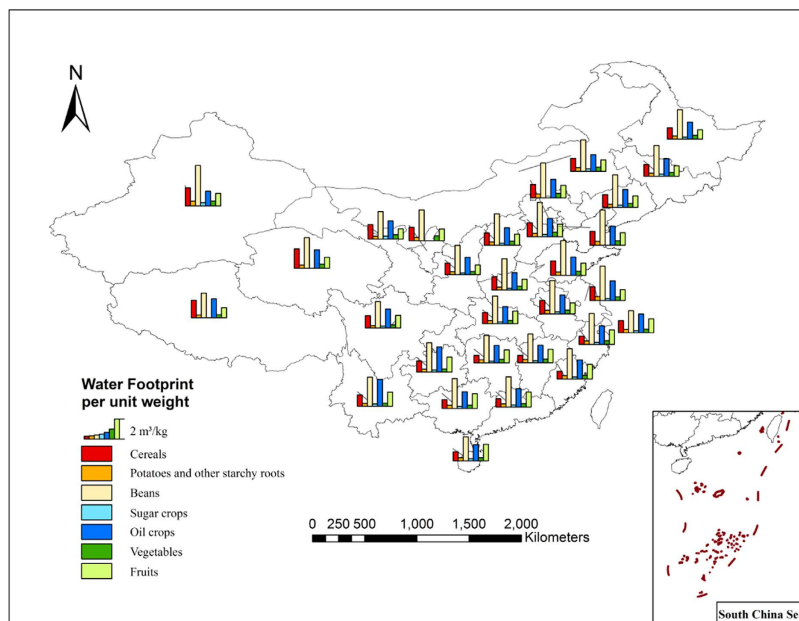 N
Water Footprint
per unit weight
2 m³/kg
Cereals
Potatoes and other starchy roots
Beans
Sugar crops
Oil crops
Vegetables
Fruits
0 250 500 1,000 1,500 2,000
Kilometers
South China Se